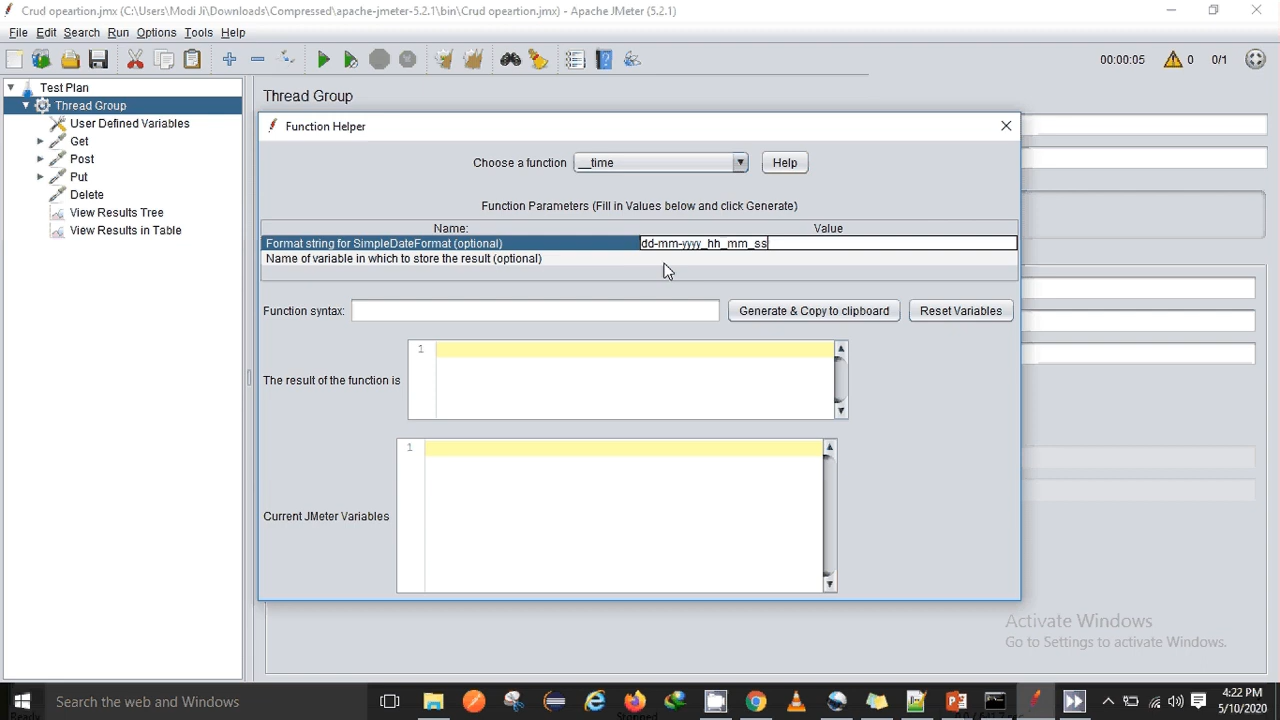 Crud opeartion.jmx (C:\Users\Modi Ji\Downloads\Compressed\apache-jmeter-5.2.1\bin\Crud opeartion.jmx) - Apache JMeter (5.2.1)
File Edit Search Run Options Tools Help
00:00:05 0 0/1
Test Plan
Thread Group
User Defined Variables
Get
Post
Put
Delete
View Results Tree
View Results in Table
Thread Group
Function Helper
Choose a function __time Help
Function Parameters (Fill in Values below and click Generate)
Name: Value
Format string for SimpleDateFormat (optional) dd-mm-yyyy_hh_mm_ss
Name of variable in which to store the result (optional)
Function syntax: Generate & Copy to clipboard Reset Variables
1
The result of the function is
1
Current JMeter Variables
Activate Windows
Go to Settings to activate Windows.
Search the web and Windows
4:22 PM
5/10/2020
Ready
Stopped